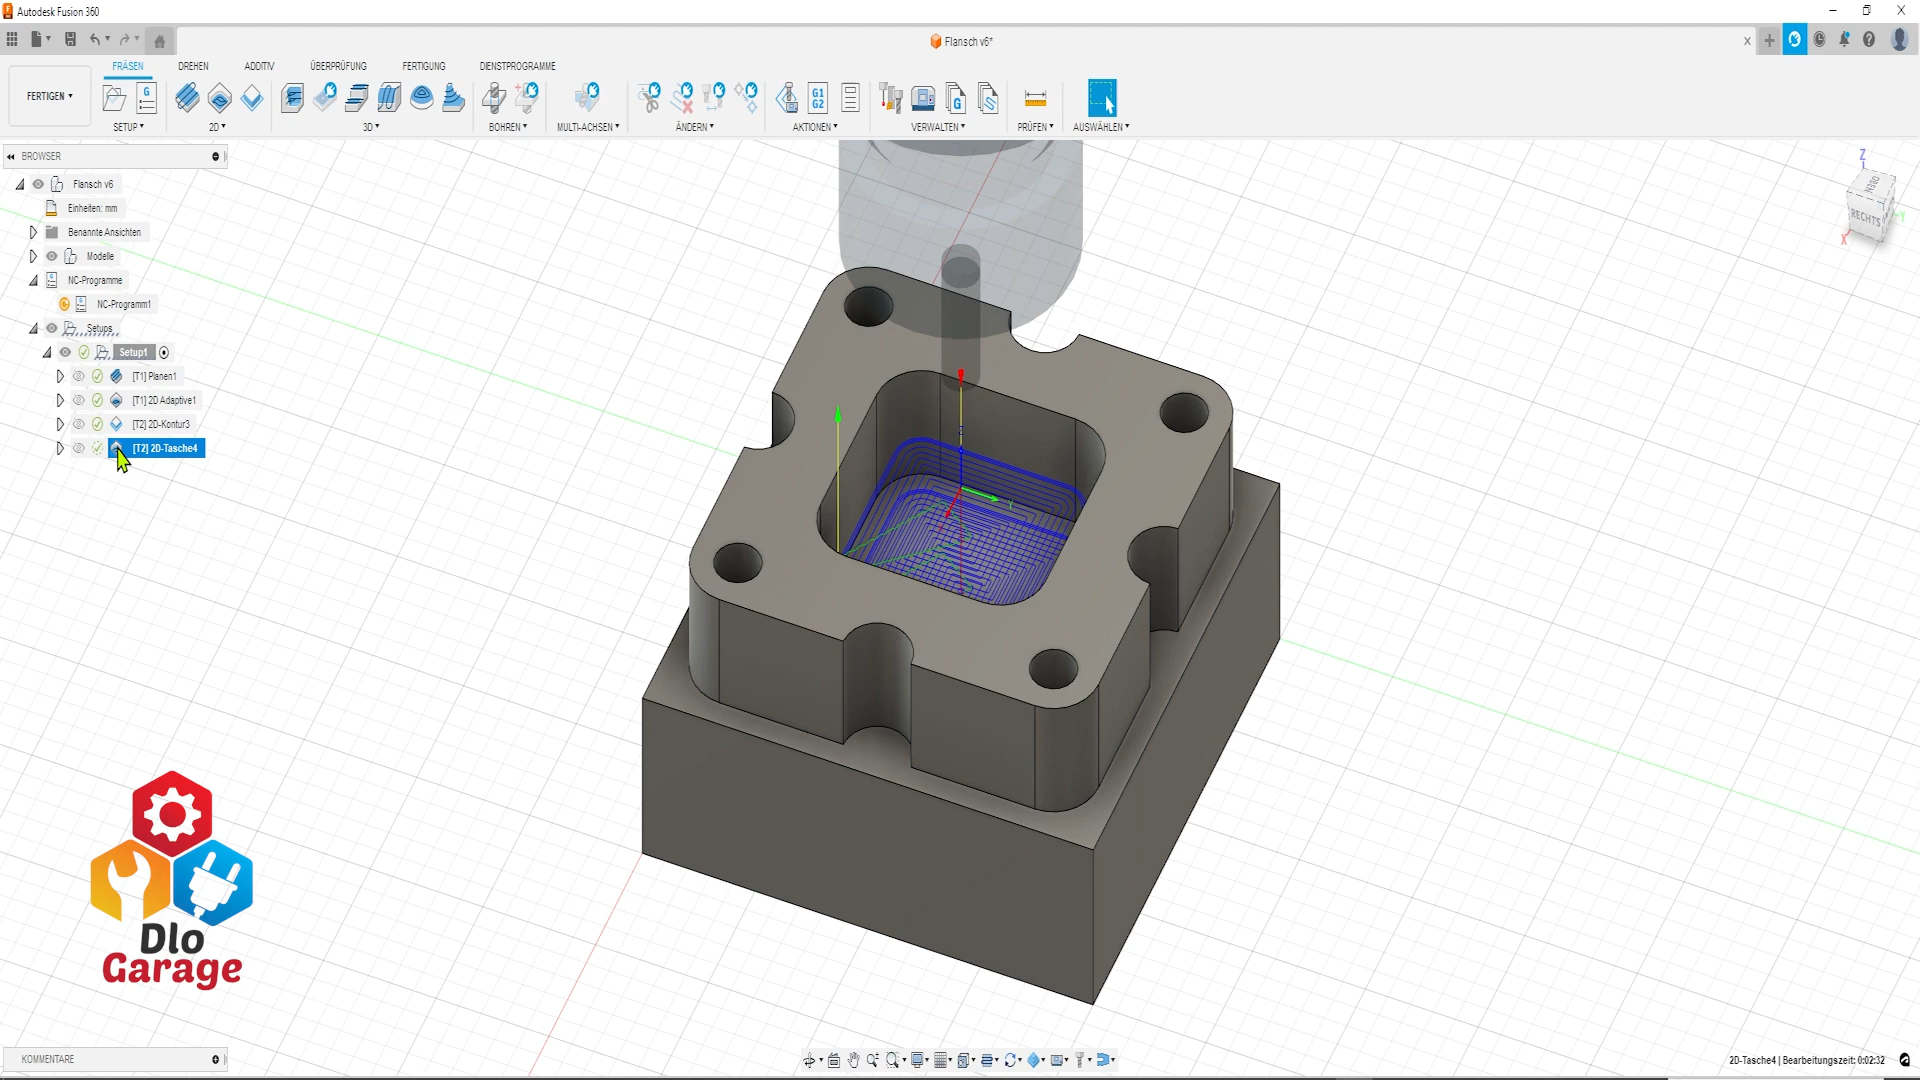 Autodesk Fusion 360
Flansch v6*
FRÄSEN DREHEN ADDITIV ÜBERPRÜFUNG FERTIGUNG DIENSTPROGRAMME
FERTIGEN
G
G1
G2
G
SETUP 2D 3D BOHREN MULTI-ACHSEN ÄNDERN AKTIONEN VERWALTEN PRÜFEN AUSWÄHLEN
BROWSER
Flansch v6
Einheiten: mm
Benannte Ansichten
Modelle
NC-Programme
NC-Programm1
Setups
Setup1
[T1] Planen1
[T1] 2D Adaptive1
[T2] 2D-Kontur3
[T2] 2D-Tasche4
Z
OBEN
RECHTS
Y
X
Z
Y
Dlo
Garage
KOMMENTARE
2D-Tasche4 | Bearbeitungszeit: 0:02:32